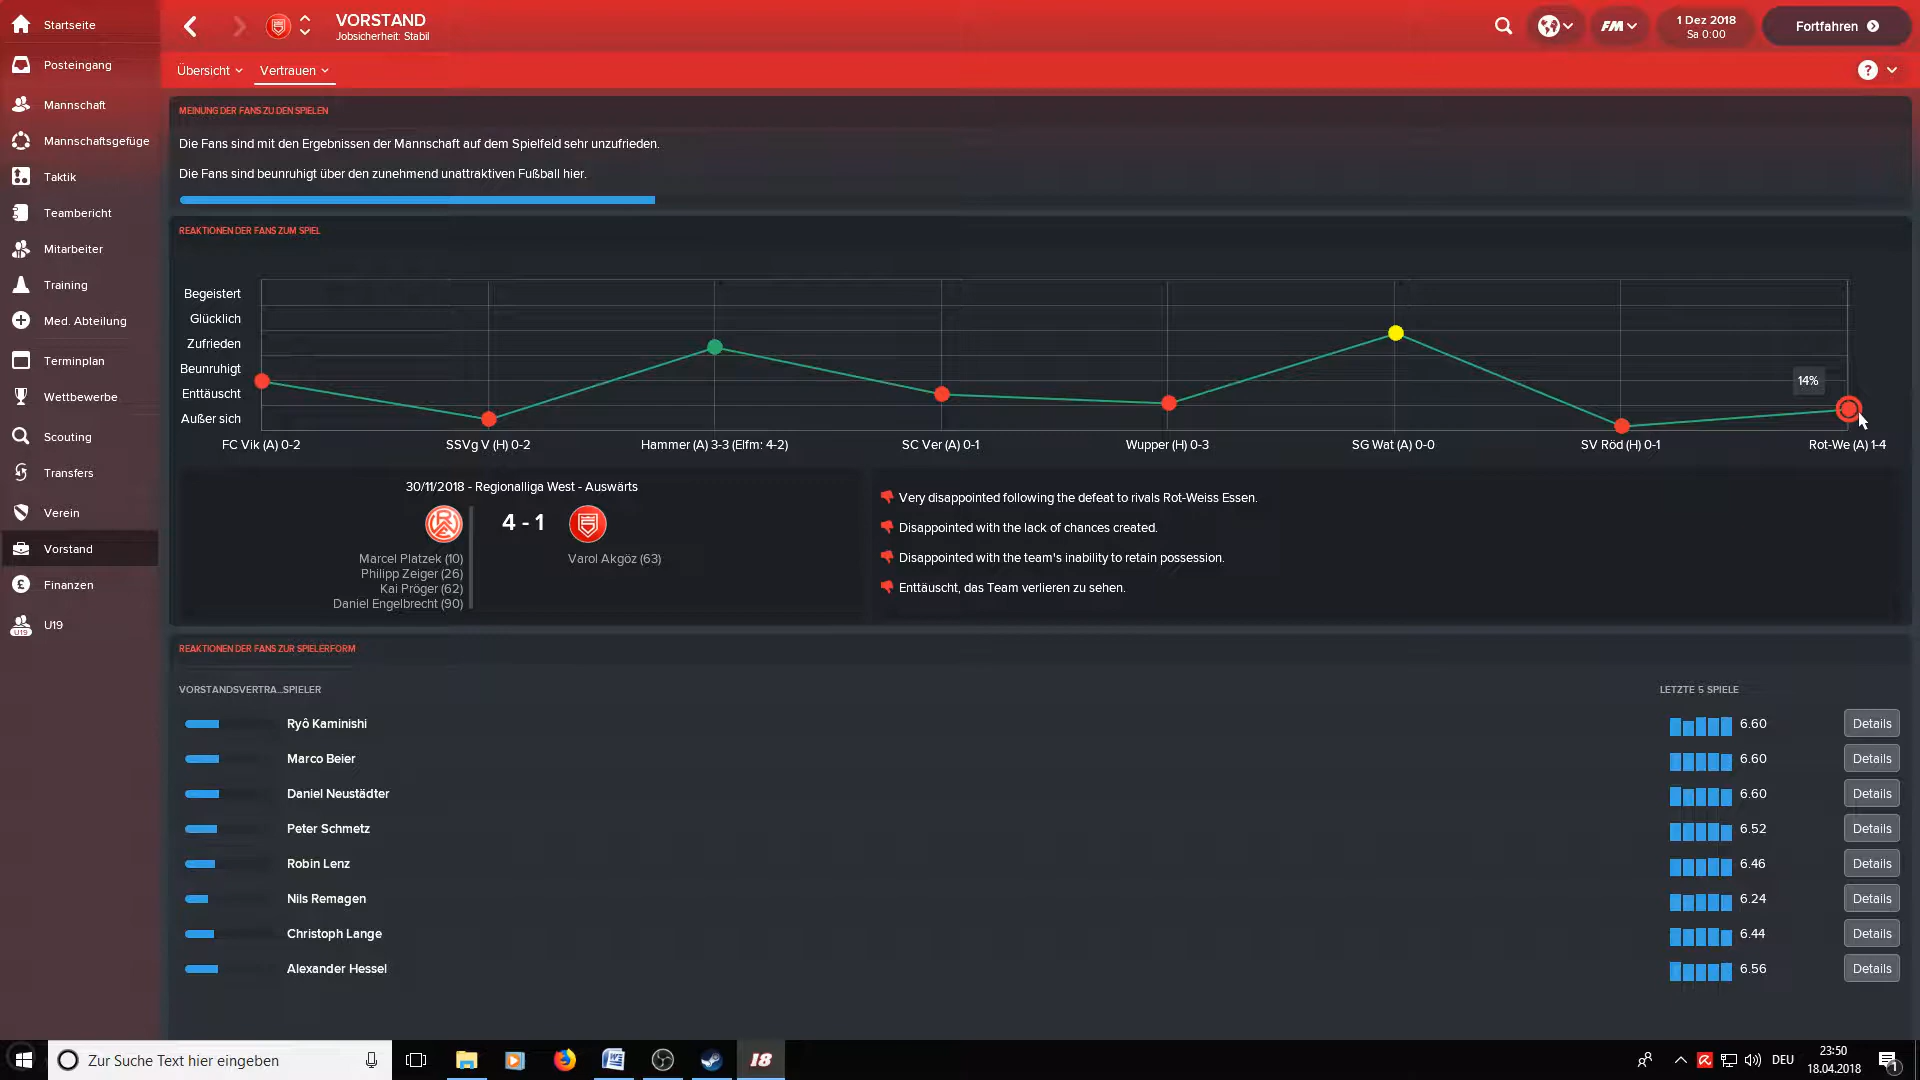 Startseite
Posteingang
Mannschaft
Mannschaftsgefüge
Taktik
Teambericht
Mitarbeiter
Training
Med. Abteilung
Terminplan
Wettbewerbe
Scouting
Transfers
Verein
Vorstand
Finanzen
U19
U19
VORSTAND
Jobsicherheit: Stabil
FM
1 Dez 2018
Sa 0:00
Fortfahren
Übersicht
Vertrauen
?
MEINUNG DER FANS ZU DEN SPIELEN
Die Fans sind mit den Ergebnissen der Mannschaft auf dem Spielfeld sehr unzufrieden.
Die Fans sind beunruhigt über den zunehmend unattraktiven Fußball hier.
REAKTIONEN DER FANS ZUM SPIEL
Begeistert
Glücklich
Zufrieden
Beunruhigt
Enttäuscht
Außer sich
14%
FC Vik (A) 0-2
SSVg V (H) 0-2
Hammer (A) 3-3 (Elfm: 4-2)
SC Ver (A) 0-1
Wupper (H) 0-3
SG Wat (A) 0-0
SV Röd (H) 0-1
Rot-We (A) 1-4
30/11/2018 - Regionalliga West - Auswärts
4 - 1
Marcel Platzek (10)
Philipp Zeiger (26)
Kai Pröger (62)
Daniel Engelbrecht (90)
Varol Akgöz (63)
Very disappointed following the defeat to rivals Rot-Weiss Essen.
Disappointed with the lack of chances created.
Disappointed with the team's inability to retain possession.
Enttäuscht, das Team verlieren zu sehen.
REAKTIONEN DER FANS ZUR SPIELERFORM
VORSTANDSVERTRA... SPIELER
LETZTE 5 SPIELE
Ryô Kaminishi 6.60 Details
Marco Beier 6.60 Details
Daniel Neustädter 6.60 Details
Peter Schmetz 6.52 Details
Robin Lenz 6.46 Details
Nils Remagen 6.24 Details
Christoph Lange 6.44 Details
Alexander Hessel 6.56 Details
Zur Suche Text hier eingeben
18
DEU
23:50
18.04.2018
1